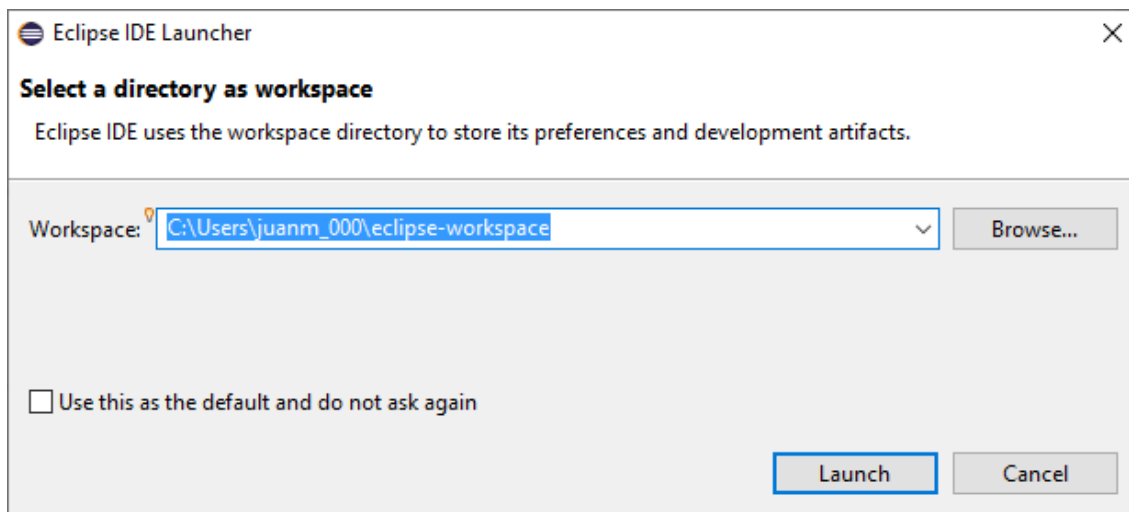 Eclipse IDE Launcher
Select a directory as workspace
Eclipse IDE uses the workspace directory to store its preferences and development artifacts.
Workspace: C:\Users\juanm_000\eclipse-workspace Browse...
Use this as the default and do not ask again
Launch Cancel